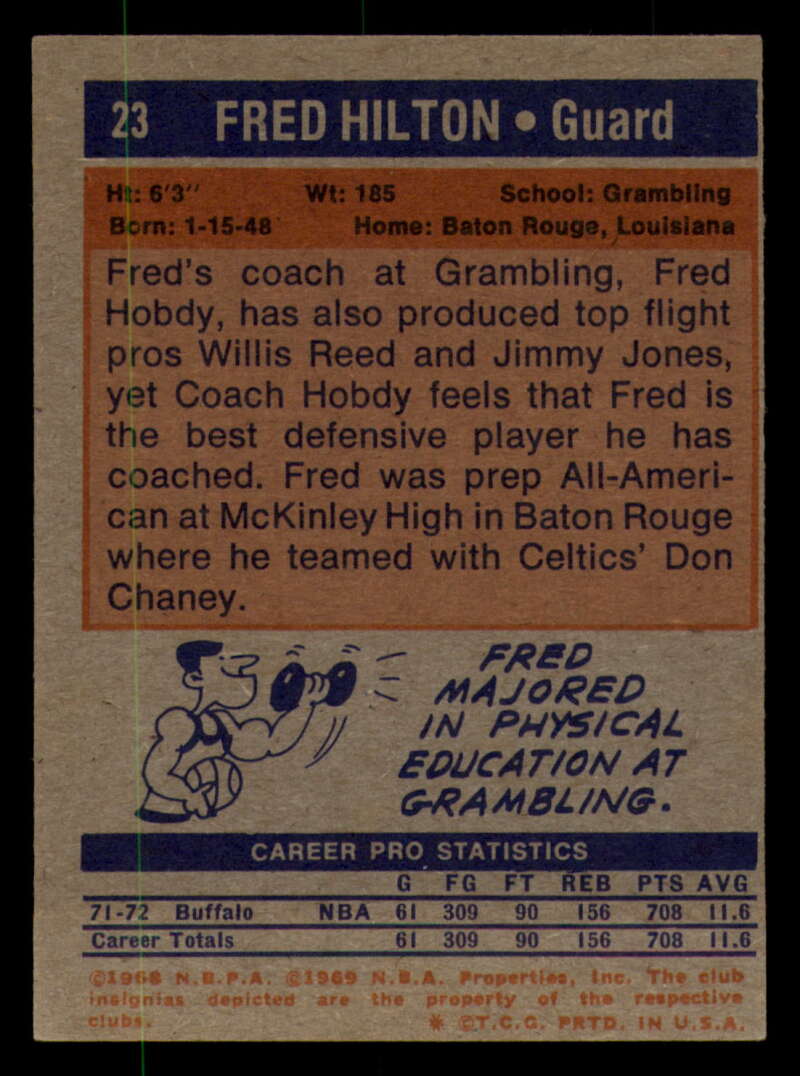 23 FRED HILTON • Guard
Ht: 6'3" Wt: 185 School: Grambling
Born: 1-15-48 Home: Baton Rouge, Louisiana
Fred's coach at Grambling, Fred
Hobdy, has also produced top flight
pros Willis Reed and Jimmy Jones,
yet Coach Hobdy feels that Fred is
the best defensive player he has
coached. Fred was prep All-Ameri-
can at McKinley High in Baton Rouge
where he teamed with Celtics' Don
Chaney.
FRED
MAJORED
IN PHYSICAL
EDUCATION AT
GRAMBLING.
CAREER PRO STATISTICS
G FG FT REB PTS AVG
71-72 Buffalo NBA 61 309 90 156 708 11.6
Career Totals 61 309 90 156 708 11.6
©1968 N.B.P.A. ©1969 N.B.A. Properties, Inc. The club
insignias depicted are the property of the respective
clubs. * ©T.C.G. PRTD. IN U.S.A.